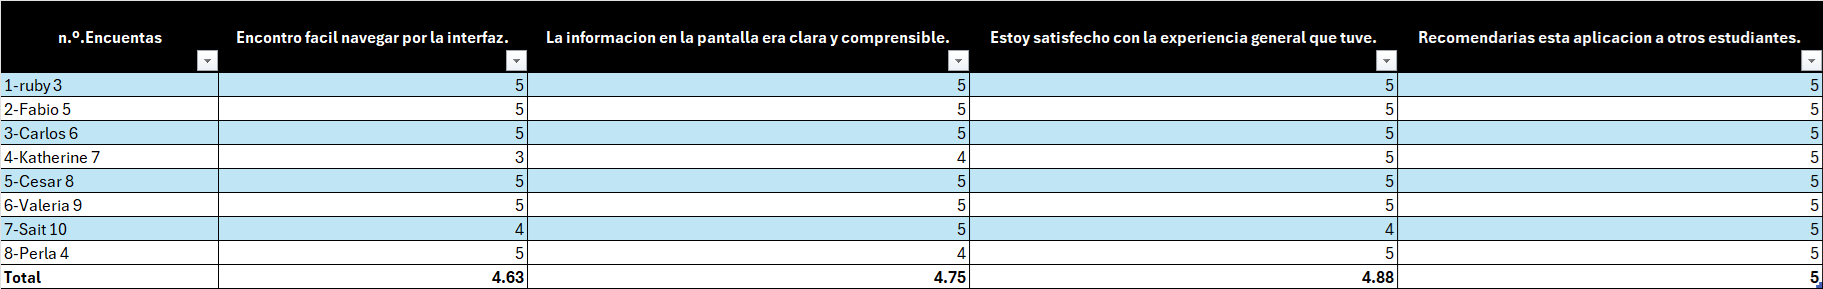 n.º.Encuentas Encontro facil navegar por la interfaz. La informacion en la pantalla era clara y comprensible. Estoy satisfecho con la experiencia general que tuve. Recomendarias esta aplicacion a otros estudiantes.
1-ruby 3 5 5 5 5
2-Fabio 5 5 5 5 5
3-Carlos 6 5 5 5 5
4-Katherine 7 3 4 5 5
5-Cesar 8 5 5 5 5
6-Valeria 9 5 5 5 5
7-Sait 10 4 5 4 5
8-Perla 4 5 4 5 5
Total 4.63 4.75 4.88 5